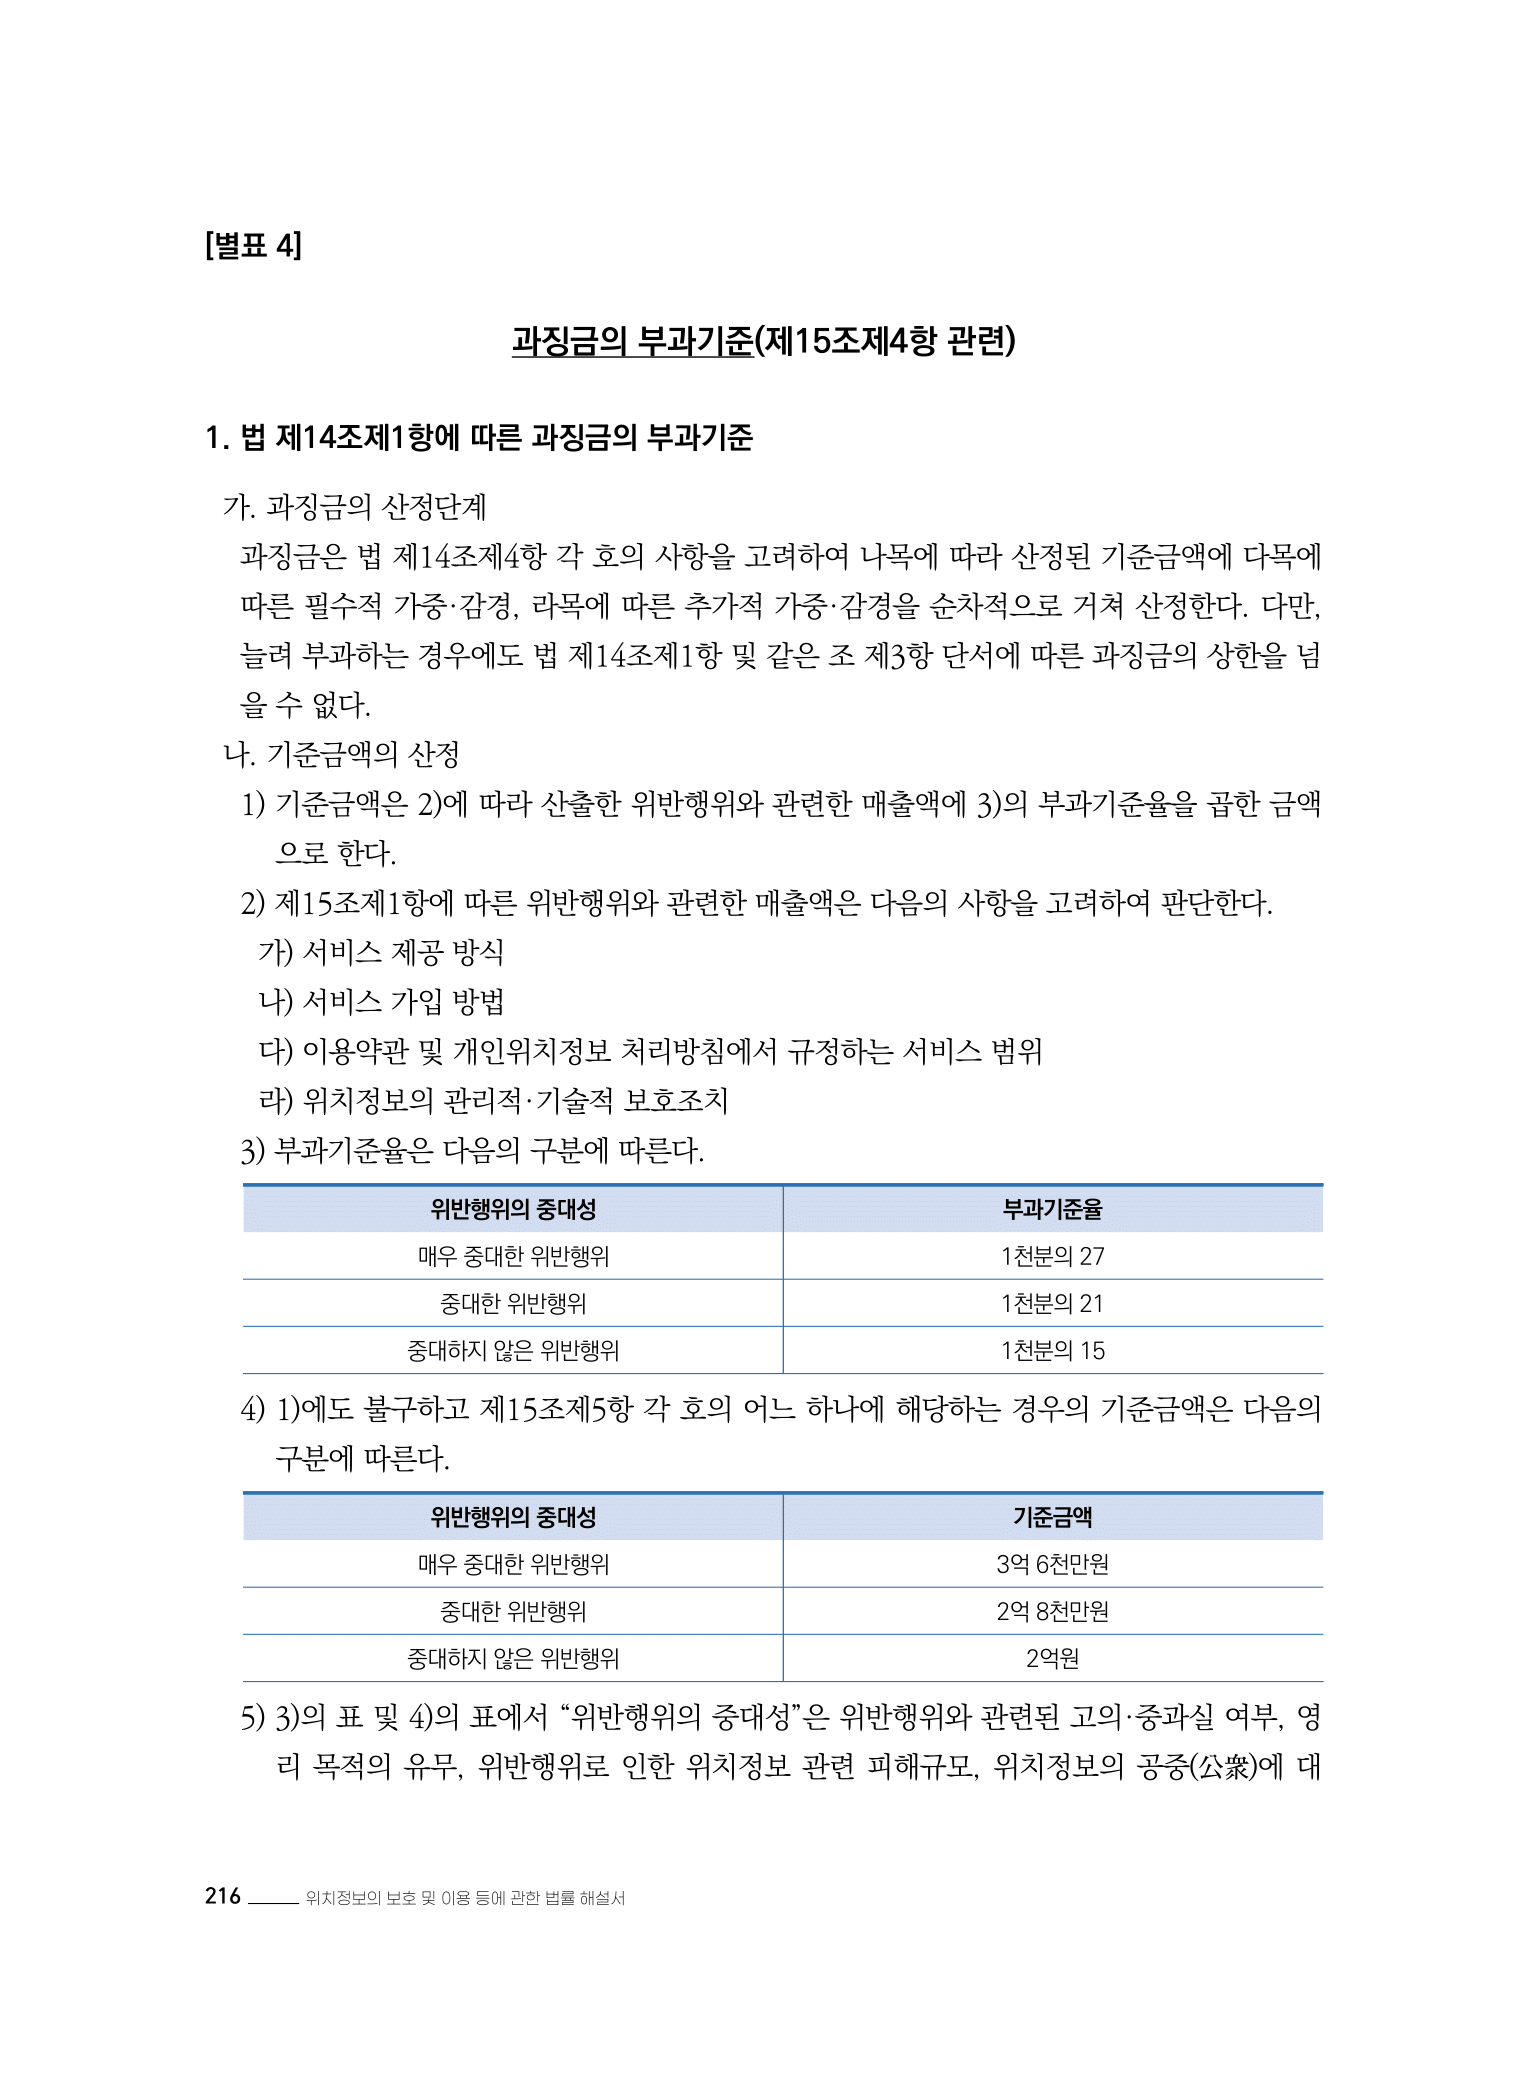 [별표 4]
과징금의 부과기준(제15조제4항 관련)
1. 법 제14조제1항에 따른 과징금의 부과기준
가. 과징금의 산정단계
과징금은 법 제14조제4항 각 호의 사항을 고려하여 나목에 따라 산정된 기준금액에 다목에
따른 필수적 가중·감경, 라목에 따른 추가적 가중·감경을 순차적으로 거쳐 산정한다. 다만,
늘려 부과하는 경우에도 법 제14조제1항 및 같은 조 제3항 단서에 따른 과징금의 상한을 넘
을 수 없다.
나. 기준금액의 산정
1) 기준금액은 2)에 따라 산출한 위반행위와 관련한 매출액에 3)의 부과기준율을 곱한 금액
으로 한다.
2) 제15조제1항에 따른 위반행위와 관련한 매출액은 다음의 사항을 고려하여 판단한다.
가) 서비스 제공 방식
나) 서비스 가입 방법
다) 이용약관 및 개인위치정보 처리방침에서 규정하는 서비스 범위
라) 위치정보의 관리적·기술적 보호조치
3) 부과기준율은 다음의 구분에 따른다.
위반행위의 중대성 부과기준율
매우 중대한 위반행위 1천분의 27
중대한 위반행위 1천분의 21
중대하지 않은 위반행위 1천분의 15
4) 1)에도 불구하고 제15조제5항 각 호의 어느 하나에 해당하는 경우의 기준금액은 다음의
구분에 따른다.
위반행위의 중대성 기준금액
매우 중대한 위반행위 3억 6천만원
중대한 위반행위 2억 8천만원
중대하지 않은 위반행위 2억원
5) 3)의 표 및 4)의 표에서 “위반행위의 중대성”은 위반행위와 관련된 고의·중과실 여부, 영
리 목적의 유무, 위반행위로 인한 위치정보 관련 피해규모, 위치정보의 공중(公衆)에 대
216 위치정보의 보호 및 이용 등에 관한 법률 해설서